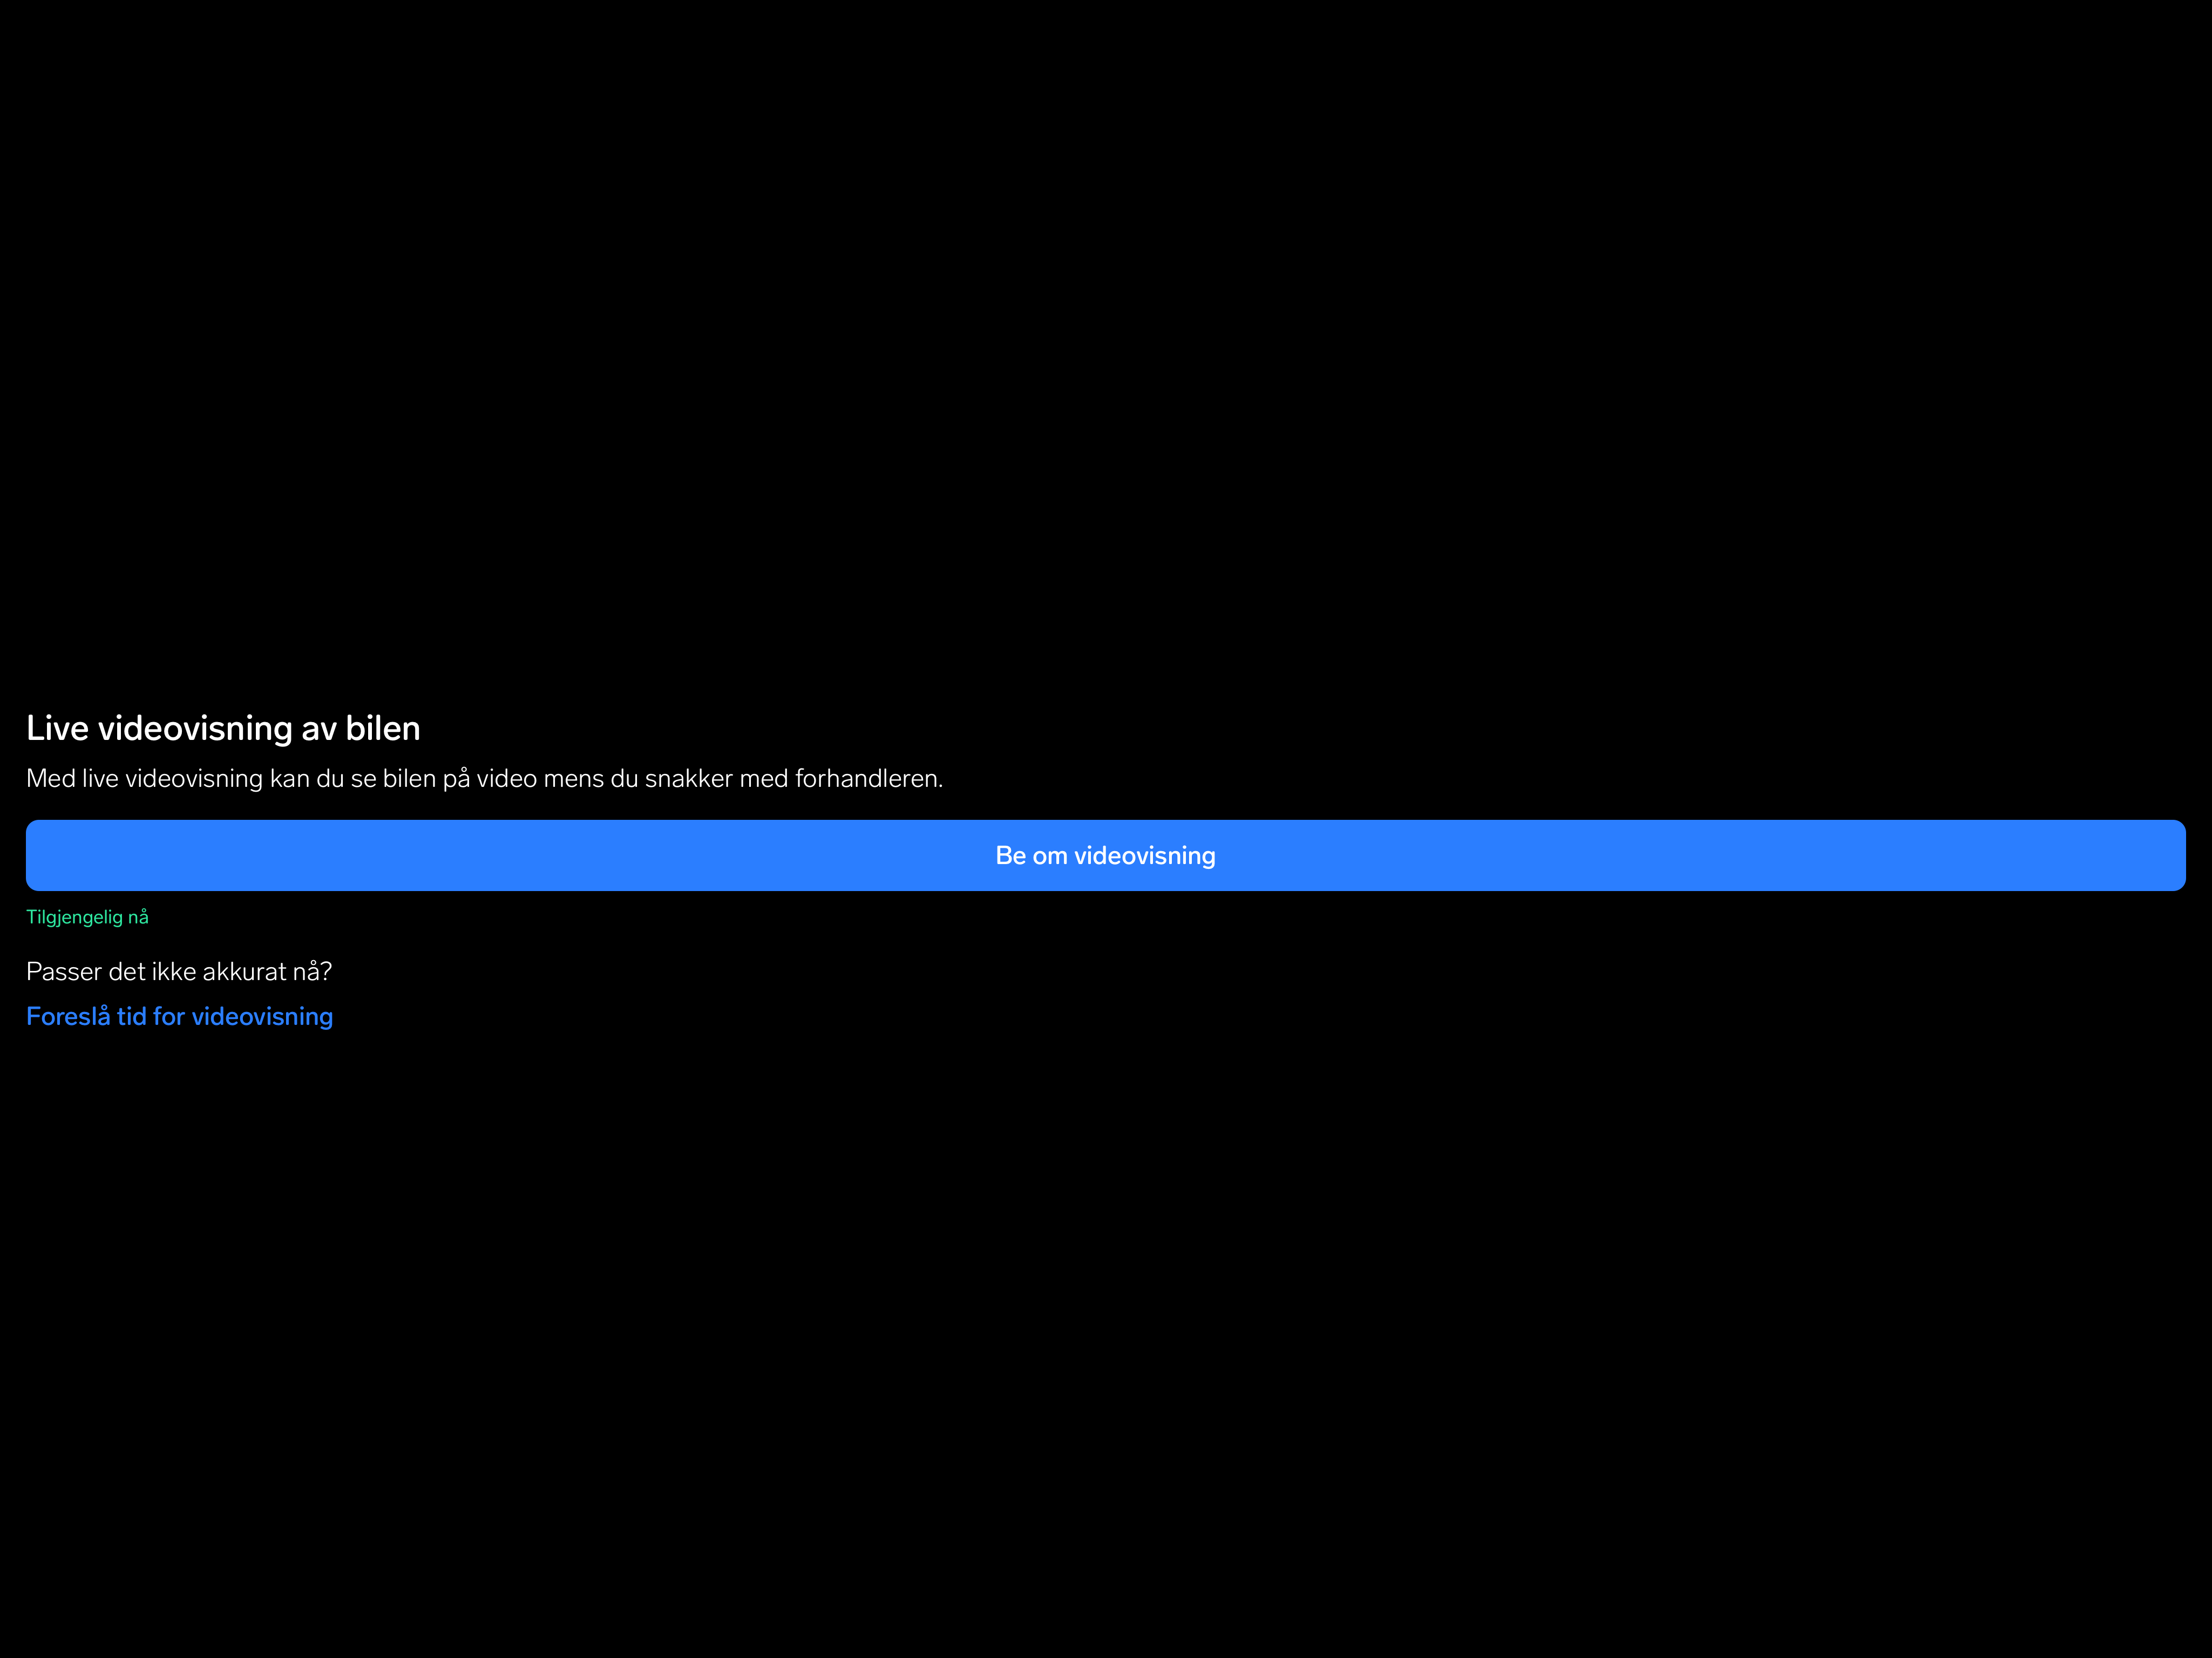 Live videovisning av bilen
Med live videovisning kan du se bilen på video mens du snakker med forhandleren.
Be om videovisning
Tilgjengelig nå
Passer det ikke akkurat nå?
Foreslå tid for videovisning